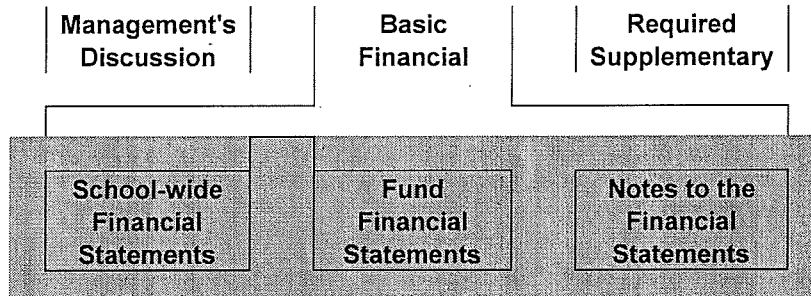 Management's
Discussion
Basic
Financial
Required
Supplementary
School-wide
Financial
Statements
Fund
Financial
Statements
Notes to the
Financial
Statements